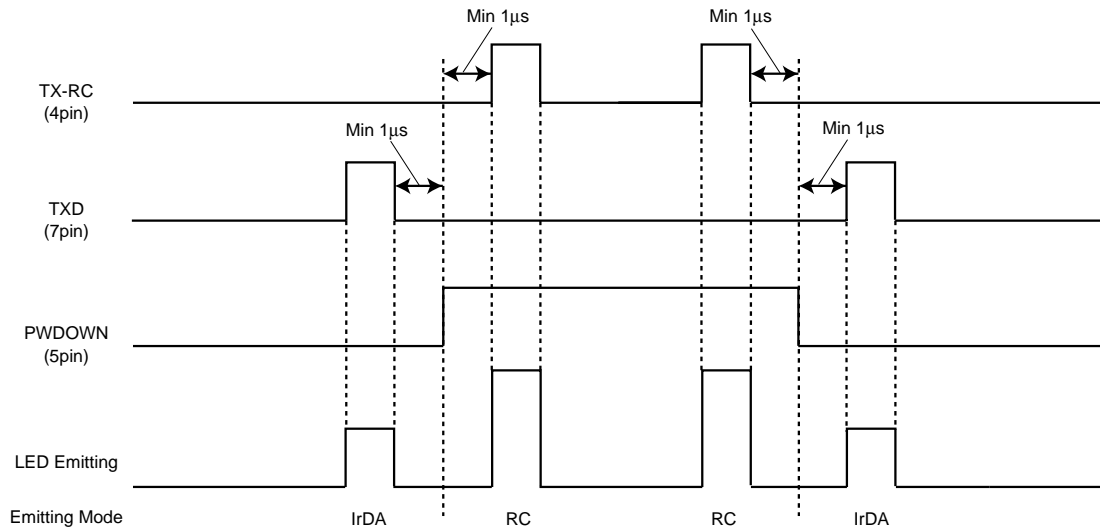 Min 1μs
Min 1μs
TX-RC
(4pin)
Min 1μs
Min 1μs
TXD
(7pin)
PWDOWN
(5pin)
LED Emitting
Emitting Mode
IrDA
RC
RC
IrDA